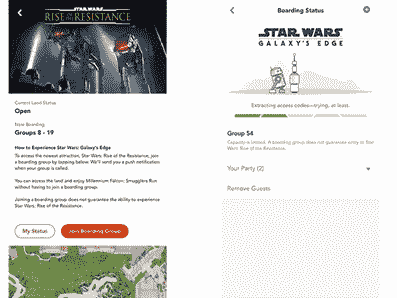 STAR WARS
RISE OF THE RESISTANCE
Current Land Status
Open
Now Boarding
Groups 8 - 19
How to Experience Star Wars: Galaxy's Edge
To access the newest attraction, Star Wars: Rise of the Resistance, join
a boarding group by tapping below. We'll send you a push notification
when your group is called.
You can access the land and enjoy Millennium Falcon: Smugglers Run
without having to join a boarding group.
Joining a boarding group does not guarantee the ability to experience
Star Wars: Rise of the Resistance.
My Status
Join Boarding Group
Boarding Status
STAR WARS
GALAXY'S EDGE
Extracting access codes—trying, at least.
Group 54
Capacity is limited. A boarding group does not guarantee entry to Star
Wars: Rise of the Resistance.
Your Party (2)
Remove Guests